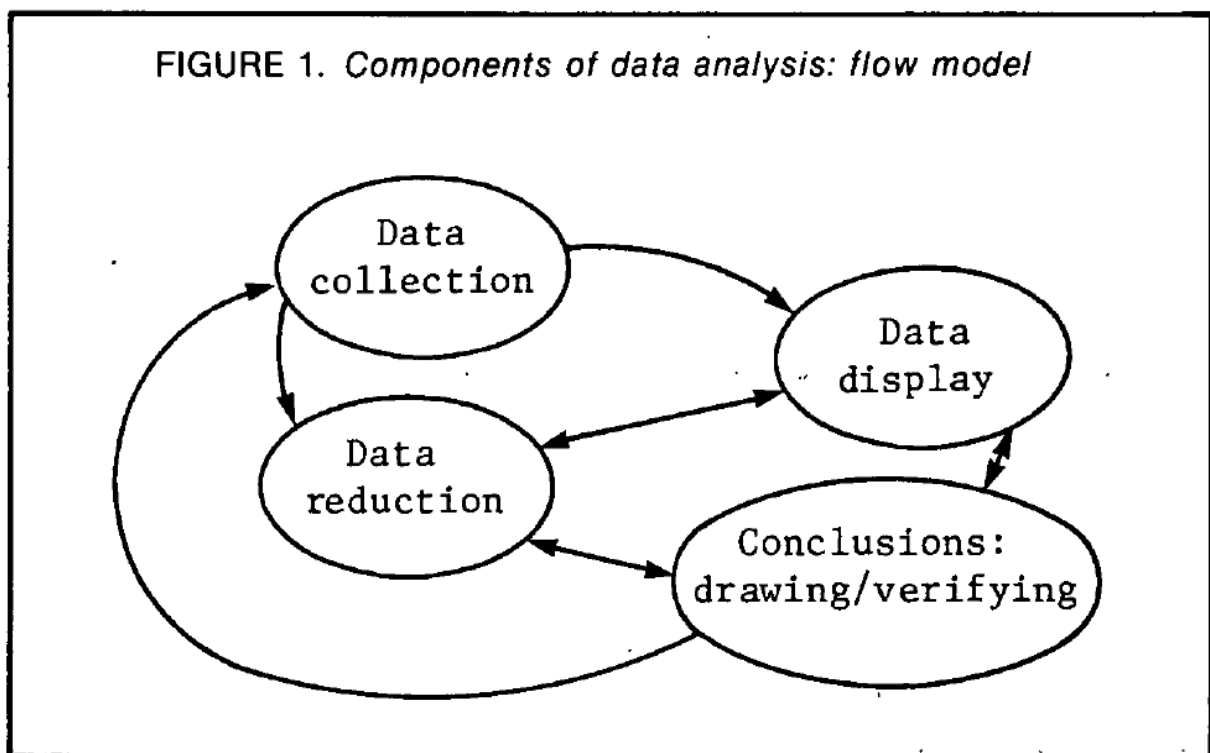 FIGURE 1. Components of data analysis: flow model
Data
collection
Data
display
Data
reduction
Conclusions:
drawing/verifying